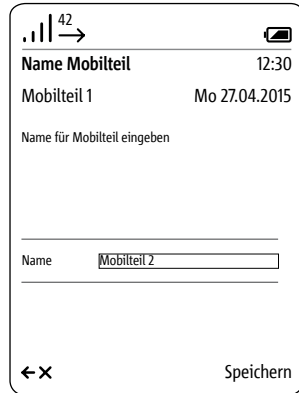 42
Name Mobilteil 12:30
Mobilteil 1 Mo 27.04.2015
Name für Mobilteil eingeben
Name Mobilteil 2
Speichern